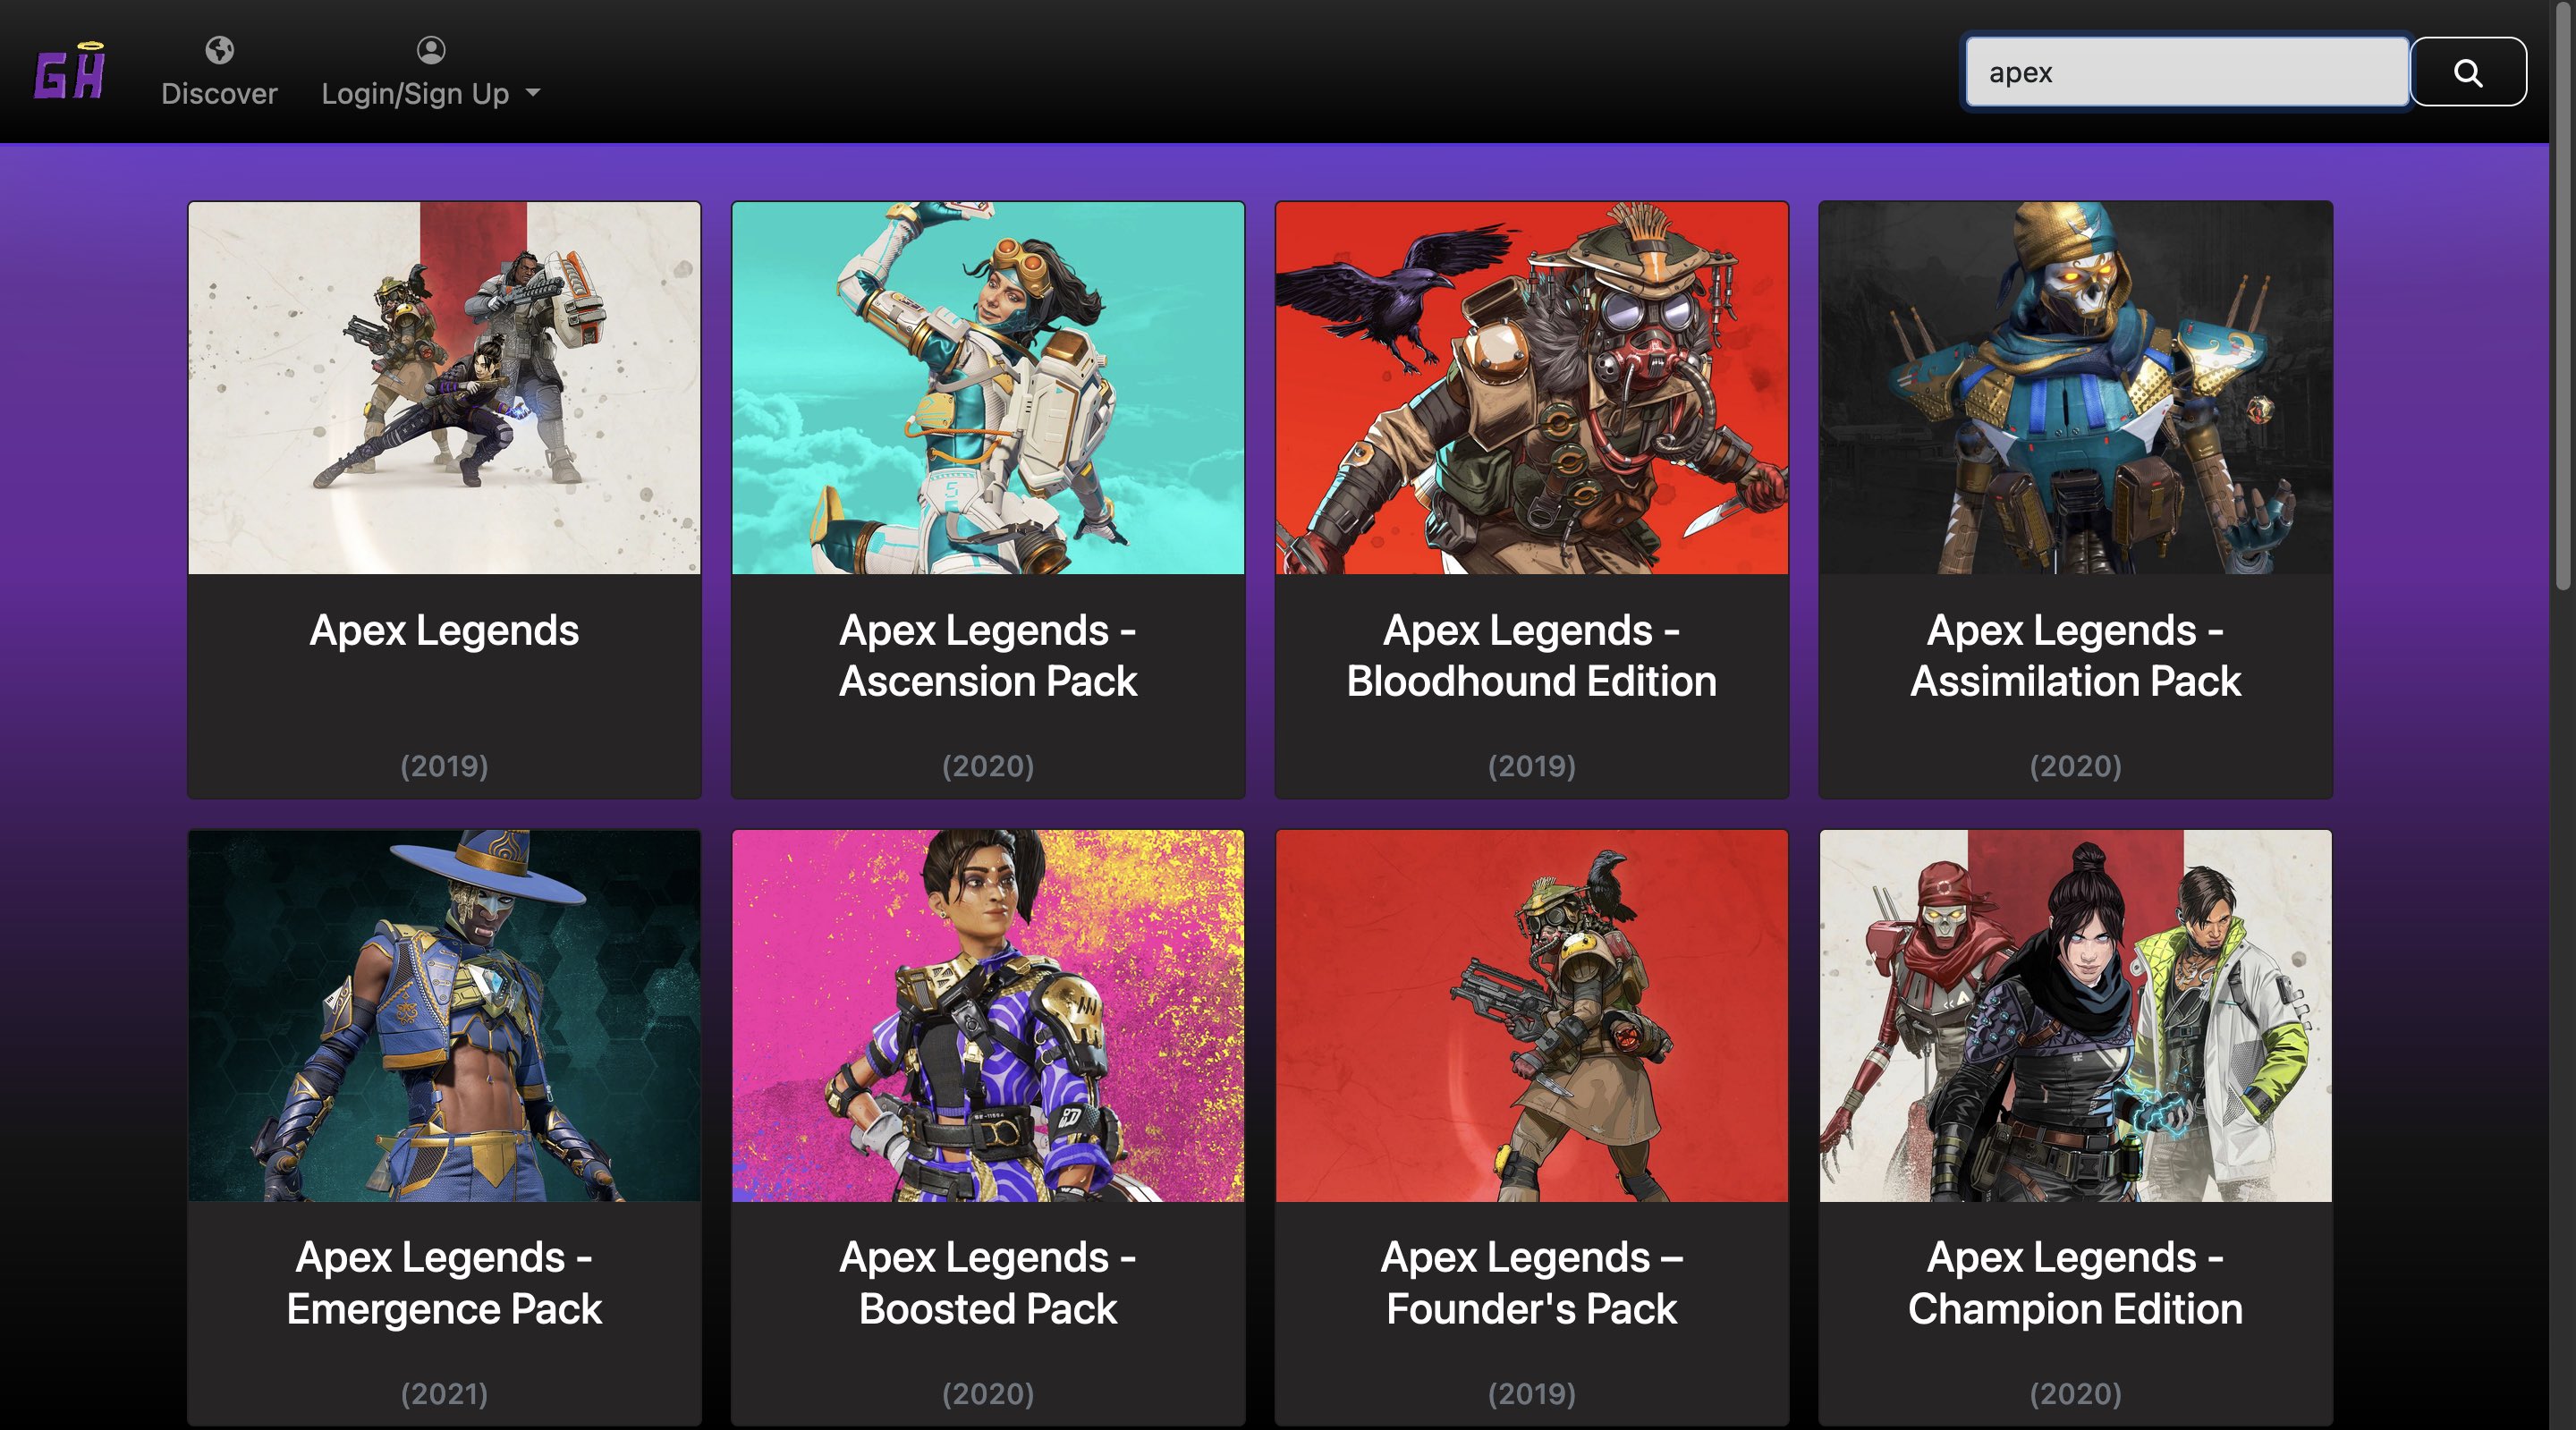 GH
Discover
Login/Sign Up
apex
Apex Legends
(2019)
Apex Legends -
Ascension Pack
(2020)
Apex Legends -
Bloodhound Edition
(2019)
Apex Legends -
Assimilation Pack
(2020)
Apex Legends -
Emergence Pack
(2021)
Apex Legends -
Boosted Pack
(2020)
Apex Legends –
Founder's Pack
(2019)
Apex Legends -
Champion Edition
(2020)